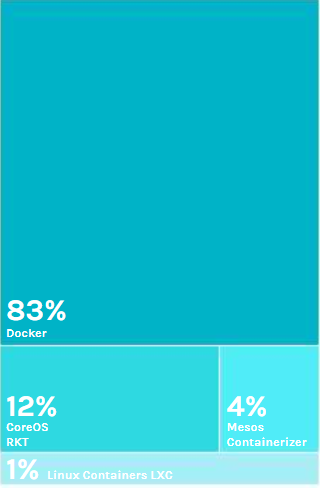 83%
Docker
12%
CoreOS
RKT
4%
Mesos
Containerizer
1% Linux Containers LXC